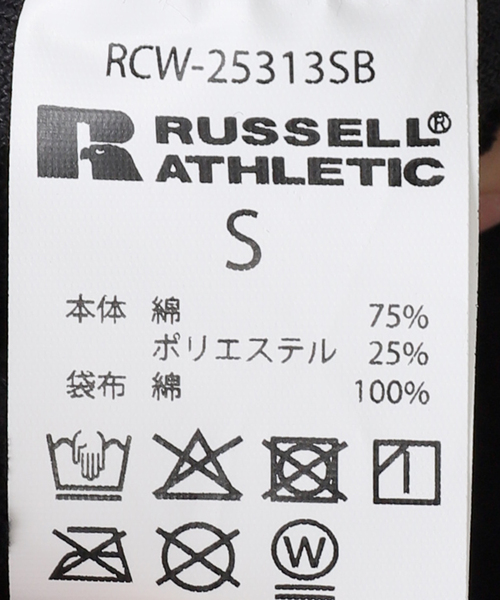 RCW-25313SB
RUSSELL®
ATHLETIC
S
本体 綿 75%
ポリエステル 25%
袋布 綿 100%
W